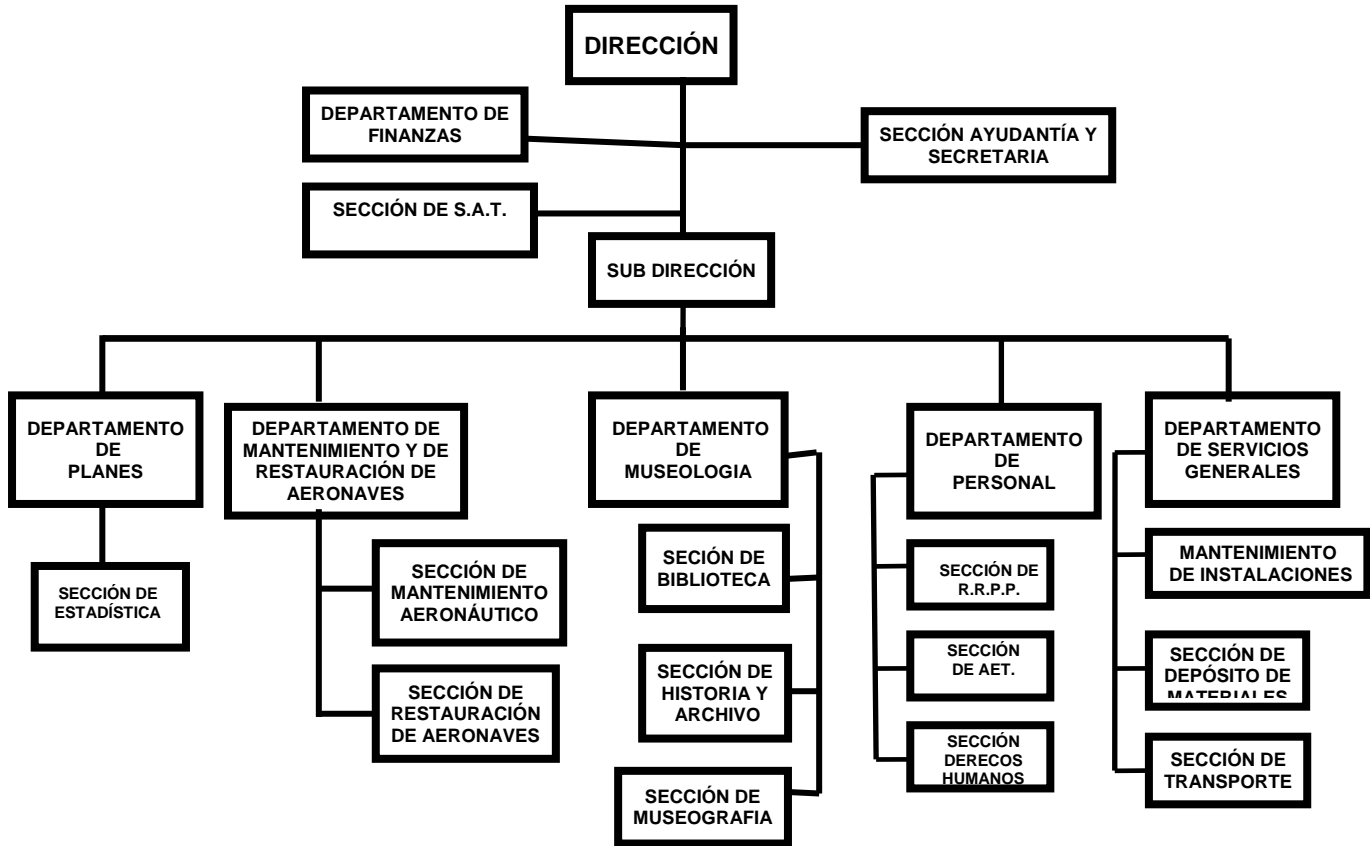 DIRECCIÓN
DEPARTAMENTO DE
FINANZAS
SECCIÓN AYUDANTÍA Y
SECRETARIA
SECCIÓN DE S.A.T.
SUB DIRECCIÓN
DEPARTAMENTO
DE
PLANES
DEPARTAMENTO DE
MANTENIMIENTO Y DE
RESTAURACIÓN DE
AERONAVES
DEPARTAMENTO
DE
MUSEOLOGIA
DEPARTAMENTO
DE
PERSONAL
DEPARTAMENTO
DE SERVICIOS
GENERALES
SECCIÓN DE
ESTADÍSTICA
SECCIÓN DE
MANTENIMIENTO
AERONÁUTICO
SECCIÓN DE
RESTAURACIÓN
DE AERONAVES
SECIÓN DE
BIBLIOTECA
SECCIÓN DE
HISTORIA Y
ARCHIVO
SECCIÓN DE
MUSEOGRAFIA
SECCIÓN DE
R.R.P.P.
SECCIÓN
DE AET.
SECCIÓN
DERECOS
HUMANOS
MANTENIMIENTO
DE INSTALACIONES
SECCIÓN DE
DEPÓSITO DE
MATERIALES
SECCIÓN DE
TRANSPORTE